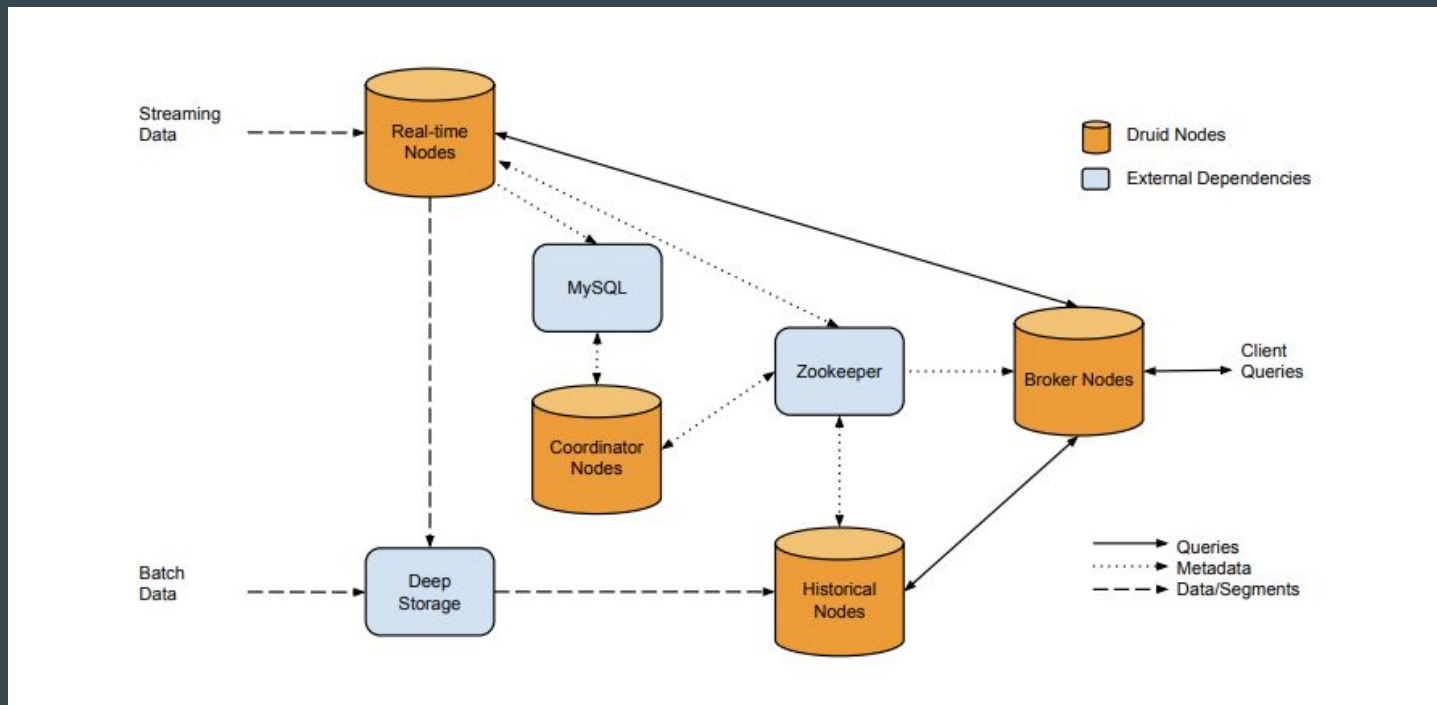 Streaming
Data
Real-time
Nodes
Druid Nodes
External Dependencies
MySQL
Zookeeper
Broker Nodes
Client
Queries
Coordinator
Nodes
Batch
Data
Deep
Storage
Historical
Nodes
Queries
Metadata
Data/Segments